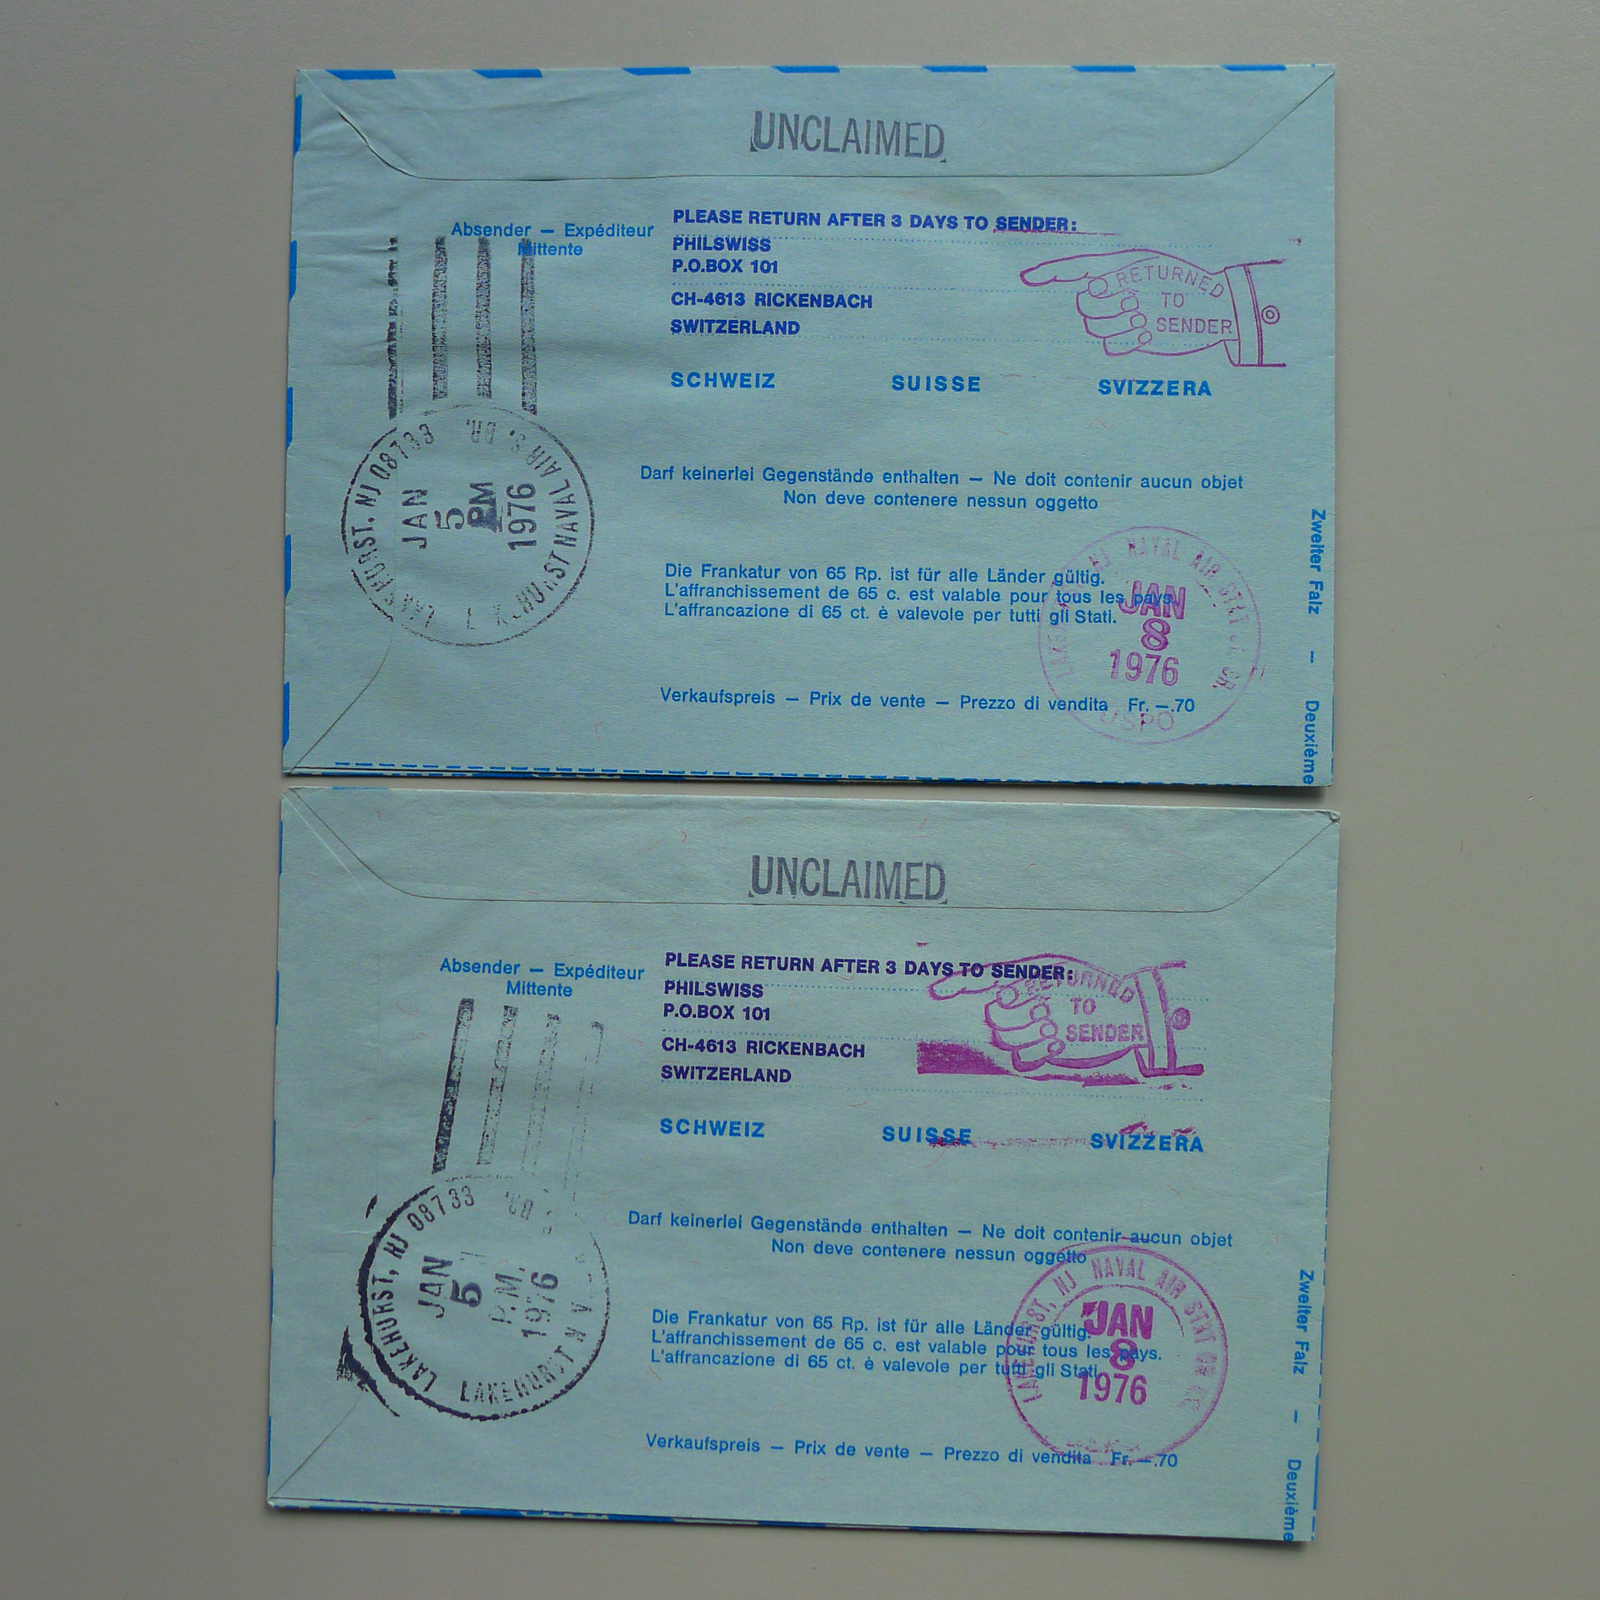 UNCLAIMED
Absender — Expéditeur
Mittente
PLEASE RETURN AFTER 3 DAYS TO SENDER:
PHILSWISS
P.O.BOX 101
CH-4613 RICKENBACH
SWITZERLAND
RETURNED
TO
SENDER
SCHWEIZ SUISSE SVIZZERA
LAKEHURST, NJ 08733
JAN
5
PM
1976
LAKEHURST NAVAL AIR S. BR.
Darf keinerlei Gegenstände enthalten — Ne doit contenir aucun objet
Non deve contenere nessun oggetto
Die Frankatur von 65 Rp. ist für alle Länder gültig.
L'affranchissement de 65 c. est valable pour tous les pays.
L'affrancazione di 65 ct. è valevole per tutti gli Stati.
NJ NAVAL AIR STAT
BR.
JAN
8
1976
USPO
Verkaufspreis — Prix de vente — Prezzo di vendita Fr. —.70
Zweiter Falz — Deuxième
UNCLAIMED
Absender — Expéditeur
Mittente
PLEASE RETURN AFTER 3 DAYS TO SENDER:
PHILSWISS
P.O.BOX 101
CH-4613 RICKENBACH
SWITZERLAND
RETURNED
TO
SENDER
SCHWEIZ SUISSE SVIZZERA
LAKEHURST, NJ 08733
JAN
5
P.M.
1976
LAKEHURST
BR.
Darf keinerlei Gegenstände enthalten — Ne doit contenir aucun objet
Non deve contenere nessun oggetto
Die Frankatur von 65 Rp. ist für alle Länder gültig.
L'affranchissement de 65 c. est valable pour tous les pays.
L'affrancazione di 65 ct. è valevole per tutti gli Stati.
LAKEHURST, NJ NAVAL AIR STAT
JAN
8
1976
Verkaufspreis — Prix de vente — Prezzo di vendita Fr. —.70
Zweiter Falz — Deuxième